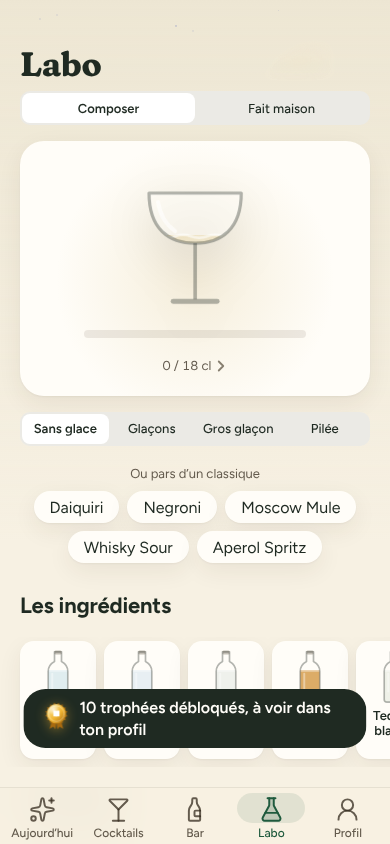 Labo
Composer
Fait maison
0 / 18 cl
Sans glace
Glaçons
Gros glaçon
Pilée
Ou pars d’un classique
Daiquiri
Negroni
Moscow Mule
Whisky Sour
Aperol Spritz
Les ingrédients
10 trophées débloqués, à voir dans
ton profil
Aujourd’hui
Cocktails
Bar
Labo
Profil